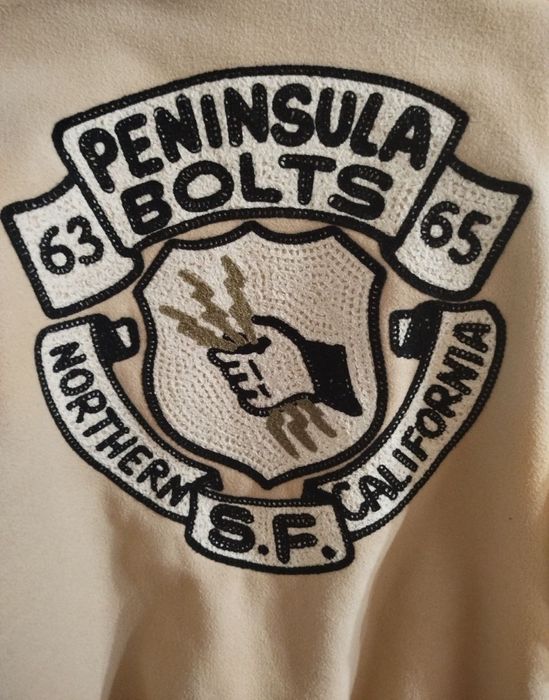 PENINSULA
BOLTS
63
65
NORTHERN
S.F.
CALIFORNIA